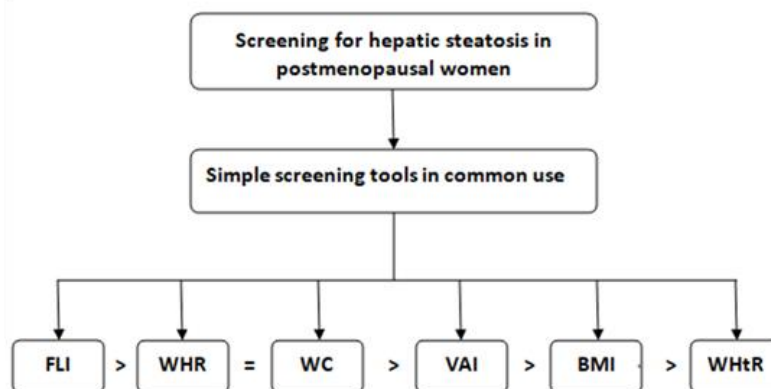 Screening for hepatic steatosis in
postmenopausal women
Simple screening tools in common use
FLI > WHR = WC > VAI > BMI > WHtR